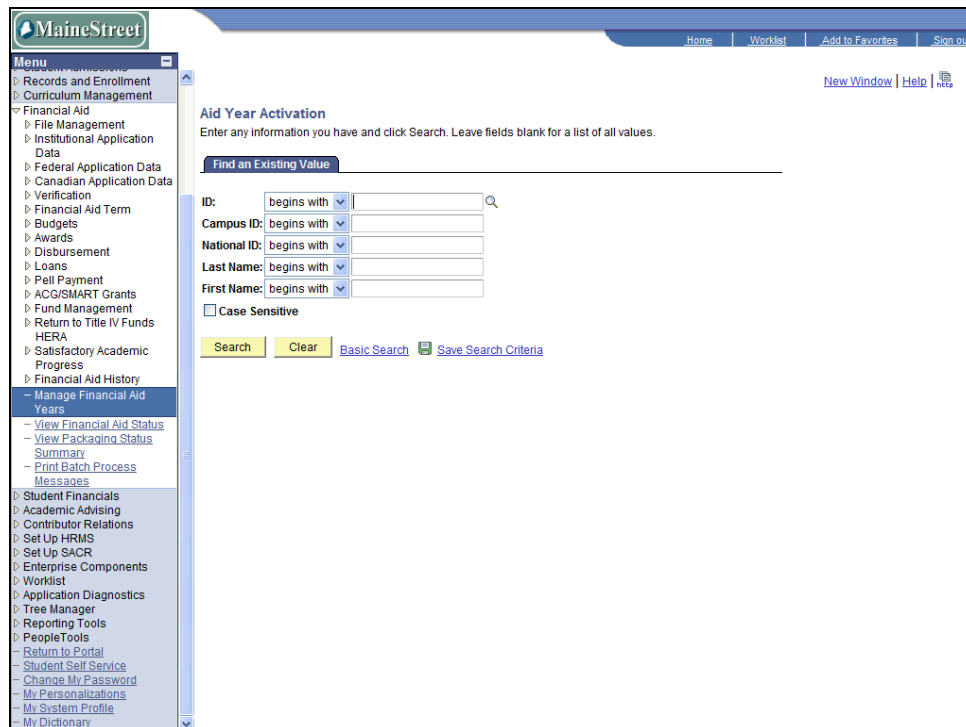 MaineStreet
Home
Worklist
Add to Favorites
Sign ou
Menu
Student Admissions
Records and Enrollment
Curriculum Management
Financial Aid
File Management
Institutional Application
Data
Federal Application Data
Canadian Application Data
Verification
Financial Aid Term
Budgets
Awards
Disbursement
Loans
Pell Payment
ACG/SMART Grants
Fund Management
Return to Title IV Funds
HERA
Satisfactory Academic
Progress
Financial Aid History
– Manage Financial Aid
Years
– View Financial Aid Status
– View Packaging Status
Summary
– Print Batch Process
Messages
Student Financials
Academic Advising
Contributor Relations
Set Up HRMS
Set Up SACR
Enterprise Components
Worklist
Application Diagnostics
Tree Manager
Reporting Tools
PeopleTools
– Return to Portal
– Student Self Service
– Change My Password
– My Personalizations
– My System Profile
– My Dictionary
New Window | Help | http
Aid Year Activation
Enter any information you have and click Search. Leave fields blank for a list of all values.
Find an Existing Value
ID: begins with
Campus ID: begins with
National ID: begins with
Last Name: begins with
First Name: begins with
Case Sensitive
Search Clear Basic Search Save Search Criteria